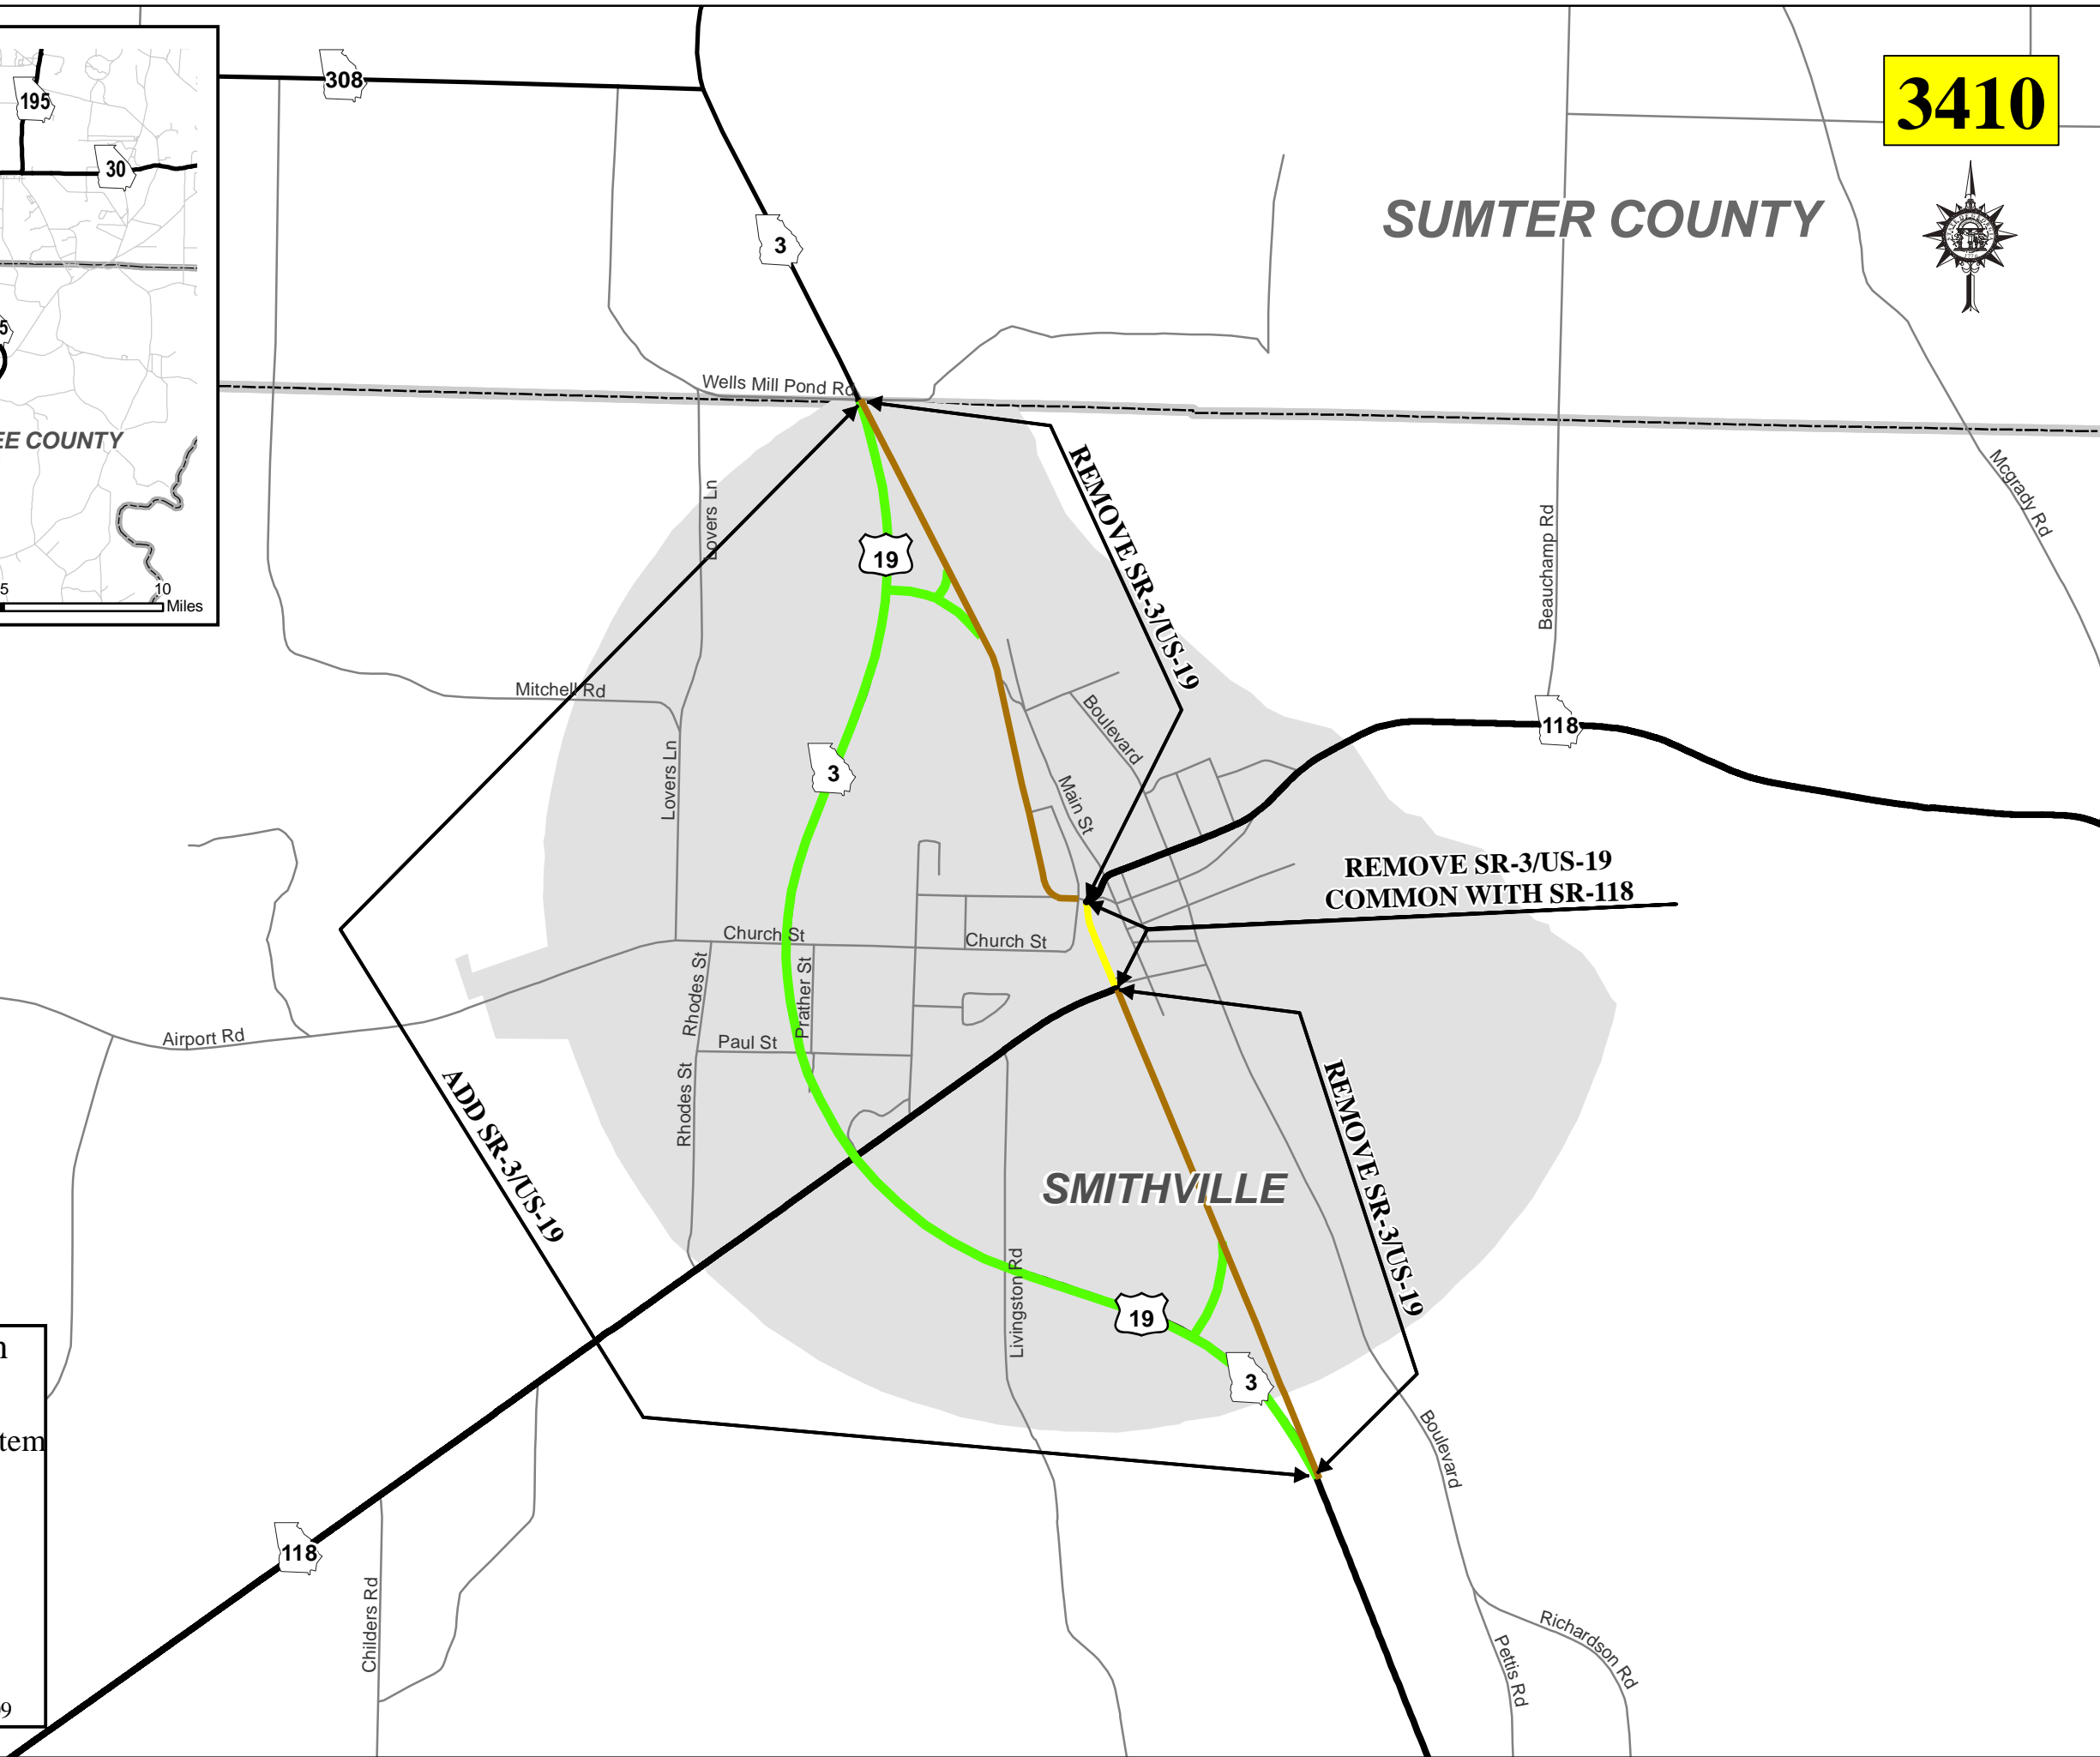 308
195
30
5
EE COUNTY
5
10
Miles
3410
SUMTER COUNTY
3
Wells Mill Pond Rd
REMOVE SR-3/US-19
Lovers Ln
19
Beauchamp Rd
Mcgrady Rd
Mitchell Rd
Boulevard
118
Lovers Ln
3
Main St
REMOVE SR-3/US-19
COMMON WITH SR-118
Church St
Church St
Rhodes St
Prather St
Airport Rd
Paul St
Rhodes St
ADD SR-3/US-19
REMOVE SR-3/US-19
SMITHVILLE
Livingston Rd
19
3
Boulevard
118
Childers Rd
Richardson Rd
Pettis Rd
tem